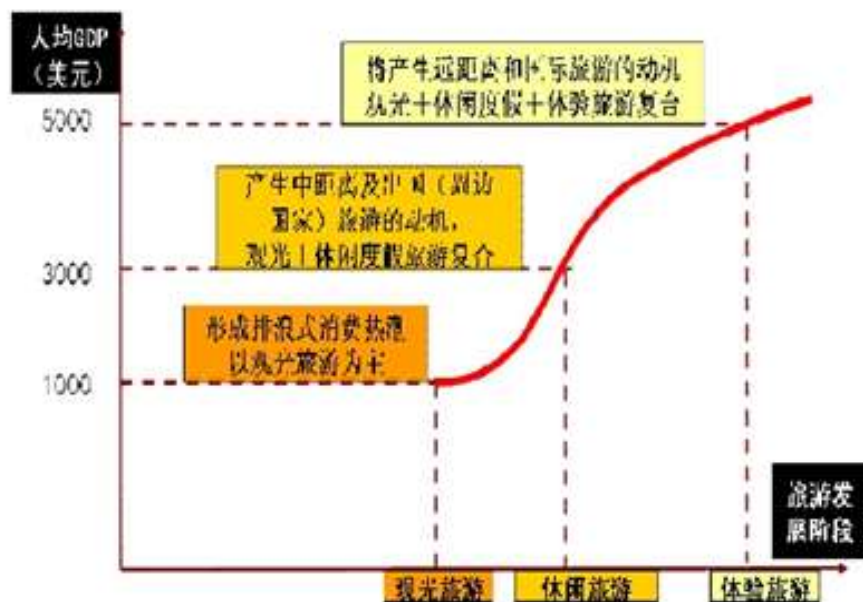 人均GDP
(美元)
5000
将产生远距离和国际旅游的动机
观光+休闲度假+体验旅游复合
产生中距离及出国(周边
国家)旅游的动机,
观光+休闲度假旅游复合
3000
形成排浪式消费热潮
以观光旅游为主
1000
旅游发
展阶段
观光旅游
休闲旅游
体验旅游